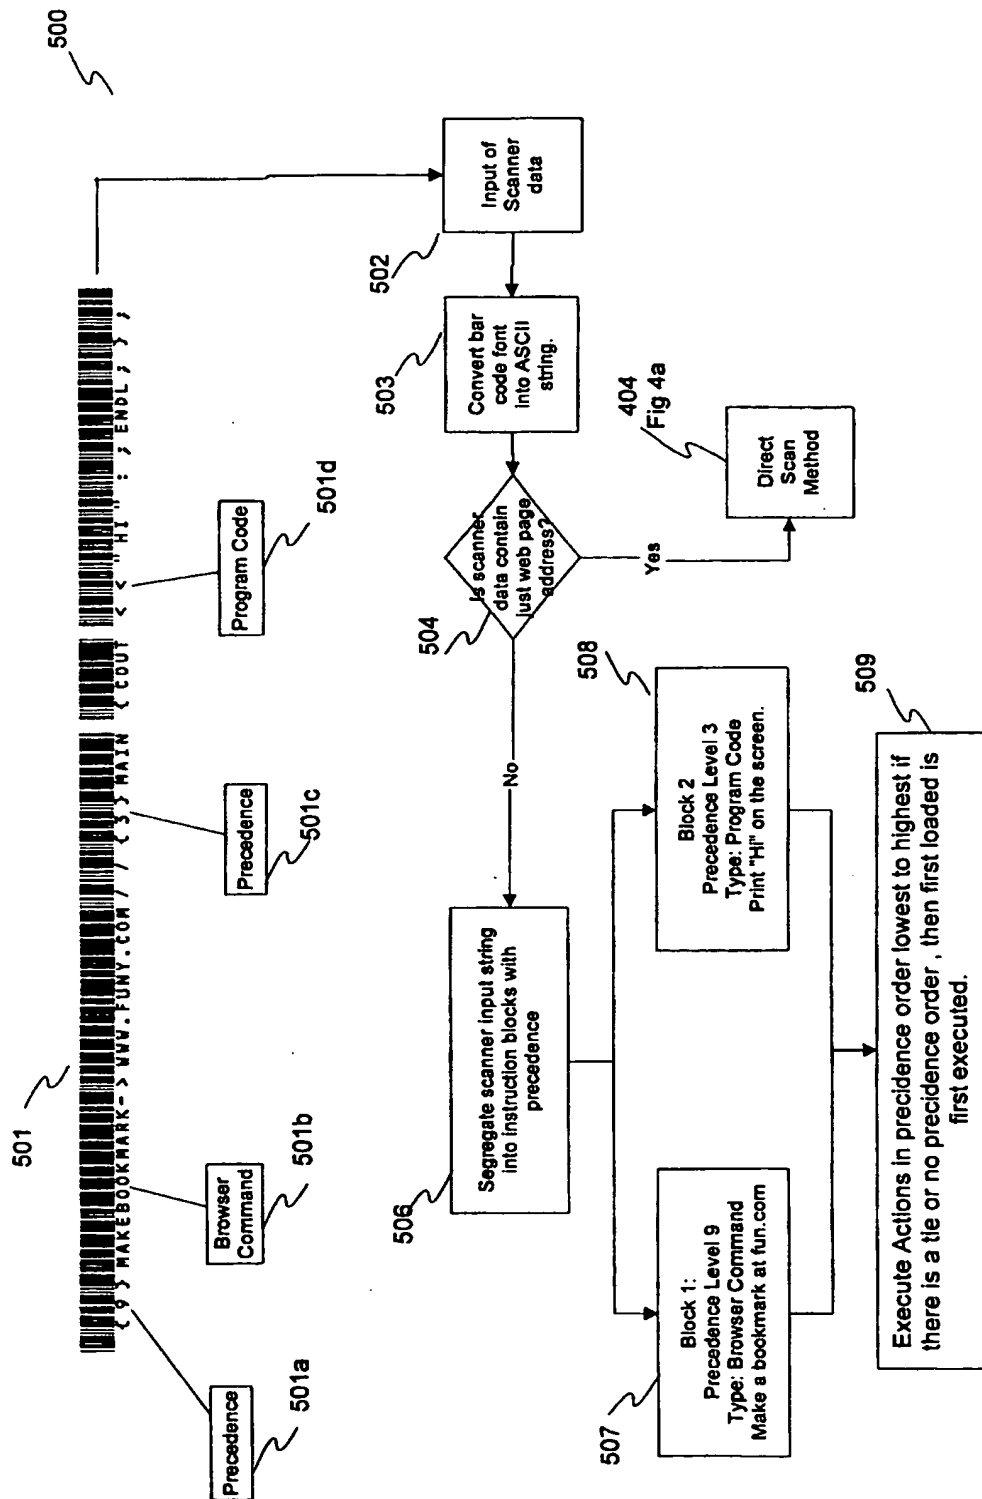 500
501
{9} MAKEBOOKMARK->WWW.FUNY.COM // {3} MAIN {COUT << "HI" : ; ENDL; } ;
Precedence
501a
Browser
Command
501b
Precedence
501c
Program Code
501d
Input of
Scanner
data
502
Convert bar
code font
into ASCII
string.
503
Is scanner
data contain
just web page
address?
504
Yes
No
404
Fig 4a
Direct
Scan
Method
Segregate scanner input string
into instruction blocks with
precedence
506
Block 1:
Precedence Level 9
Type: Browser Command
Make a bookmark at fun.com
507
Block 2
Precedence Level 3
Type: Program Code
Print "Hi" on the screen.
508
Execute Actions in precidence order lowest to highest if
there is a tie or no precidence order , then first loaded is
first executed.
509